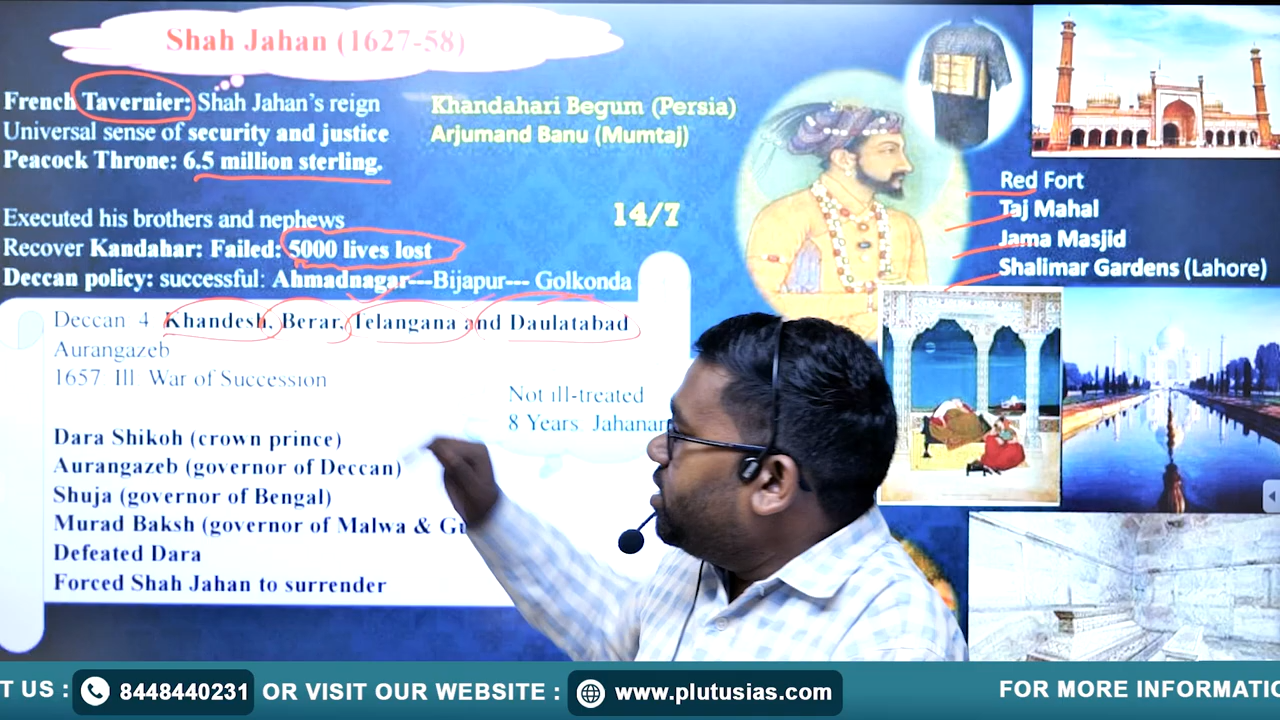 Shah Jahan (1627-58)
French Tavernier: Shah Jahan's reign
Universal sense of security and justice
Peacock Throne: 6.5 million sterling.
Khandahari Begum (Persia)
Arjumand Banu (Mumtaj)
Executed his brothers and nephews
14/7
Recover Kandahar: Failed: 5000 lives lost
Deccan policy: successful: Ahmadnagar---Bijapur--- Golkonda
Red Fort
Taj Mahal
Jama Masjid
Shalimar Gardens (Lahore)
Deccan 4 Khandesh, Berar, Telangana and Daulatabad
Aurangazeb
1657 III War of Succession
Not ill-treated
8 Years
Dara Shikoh (crown prince)
Aurangazeb (governor of Deccan)
Shuja (governor of Bengal)
Murad Baksh (governor of Malwa &
Defeated Dara
Forced Shah Jahan to surrender
T US : 8448440231 OR VISIT OUR WEBSITE : www.plutusias.com FOR MORE